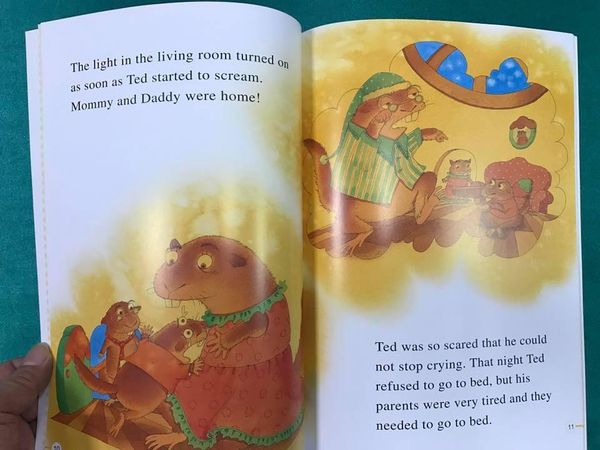 The light in the living room turned on
as soon as Ted started to scream.
Mommy and Daddy were home!
10
Ted was so scared that he could
not stop crying. That night Ted
refused to go to bed, but his
parents were very tired and they
needed to go to bed.
11